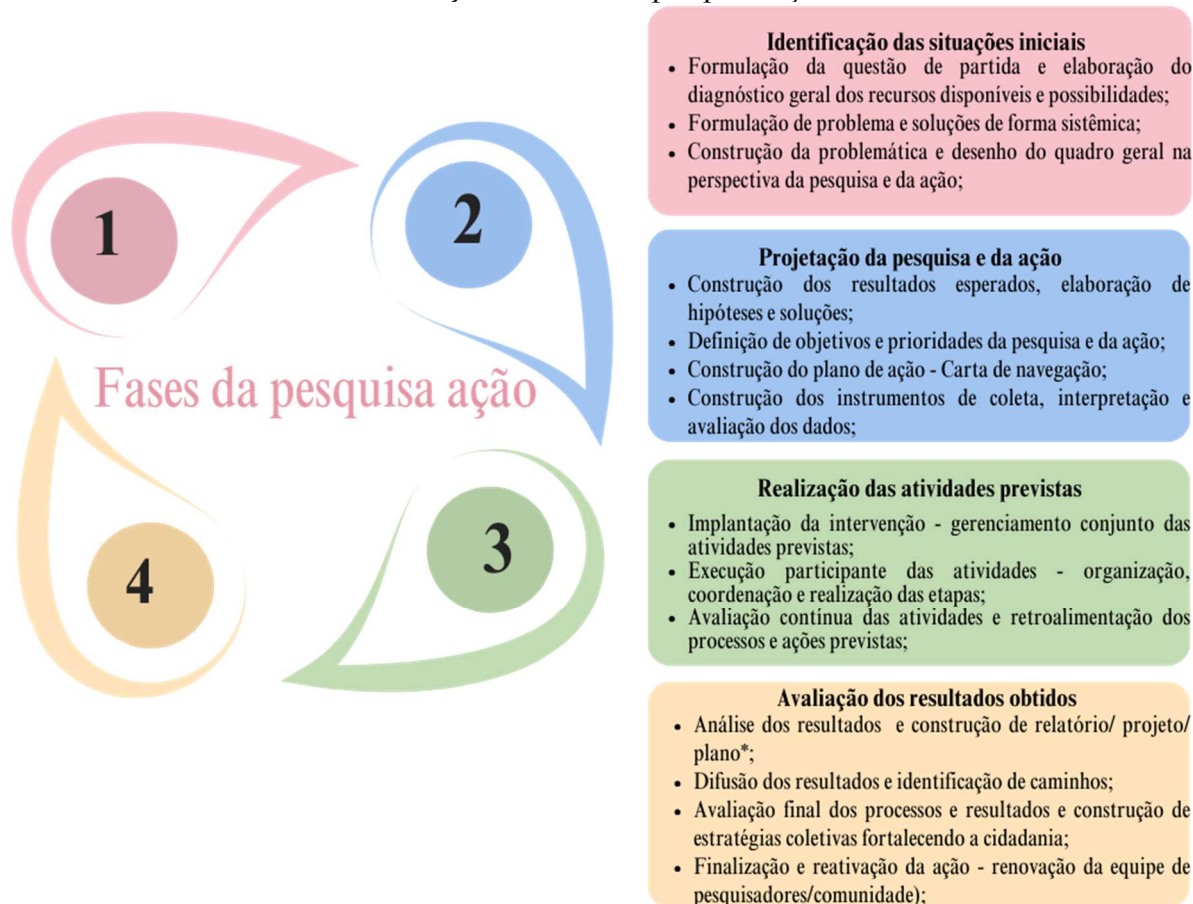 1
2
Fases da pesquisa ação
3
4
Identificação das situações iniciais
• Formulação da questão de partida e elaboração do
diagnóstico geral dos recursos disponíveis e possibilidades;
• Formulação de problema e soluções de forma sistêmica;
• Construção da problemática e desenho do quadro geral na
perspectiva da pesquisa e da ação;
Projetação da pesquisa e da ação
• Construção dos resultados esperados, elaboração de
hipóteses e soluções;
• Definição de objetivos e prioridades da pesquisa e da ação;
• Construção do plano de ação - Carta de navegação;
• Construção dos instrumentos de coleta, interpretação e
avaliação dos dados;
Realização das atividades previstas
• Implantação da intervenção - gerenciamento conjunto das
atividades previstas;
• Execução participante das atividades - organização,
coordenação e realização das etapas;
• Avaliação contínua das atividades e retroalimentação dos
processos e ações previstas;
Avaliação dos resultados obtidos
• Análise dos resultados e construção de relatório/ projeto/
plano*;
• Difusão dos resultados e identificação de caminhos;
• Avaliação final dos processos e resultados e construção de
estratégias coletivas fortalecendo a cidadania;
• Finalização e reativação da ação - renovação da equipe de
pesquisadores/comunidade);